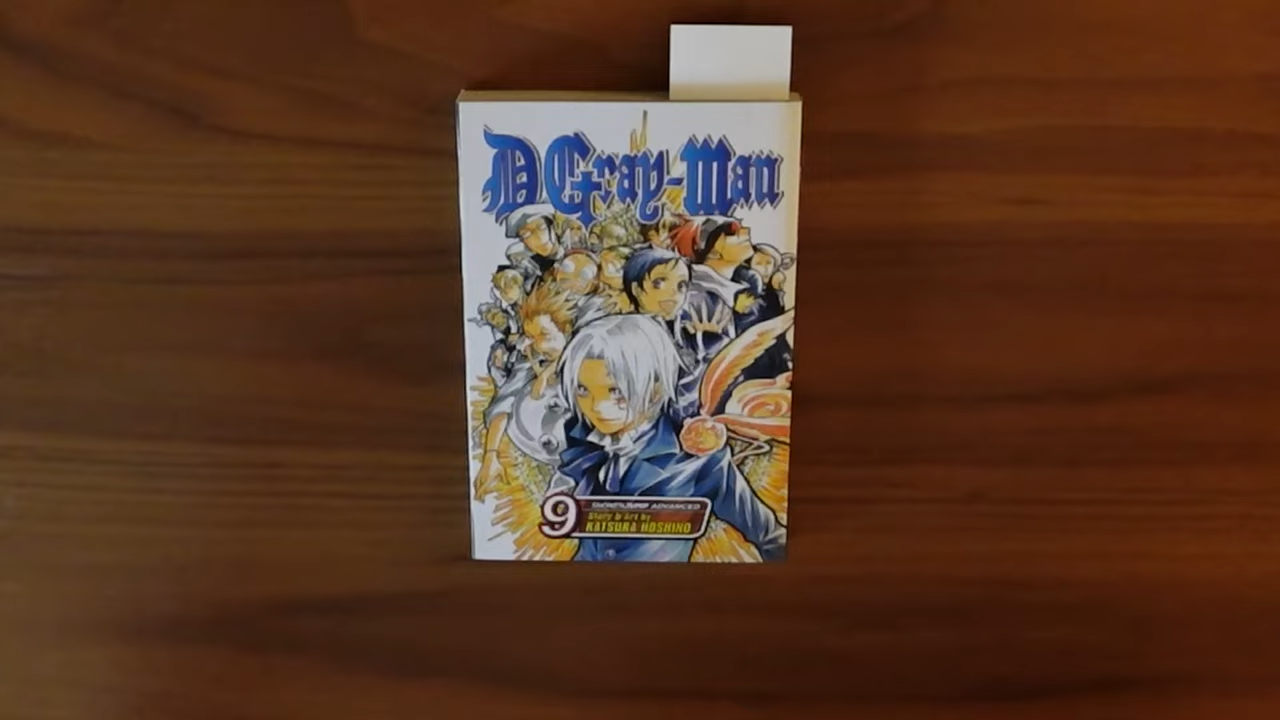 D.Gray-Man
9
SHONEN JUMP ADVANCED
Story & Art by
KATSURA HOSHINO